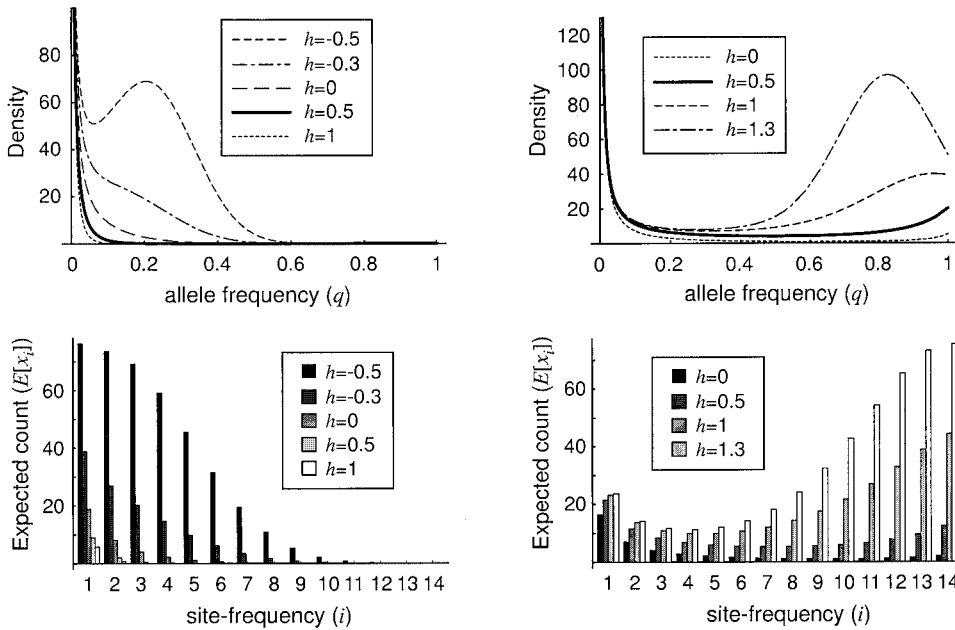 Density
80
60
40
20
h=-0.5
h=-0.3
h=0
h=0.5
h=1
0 0.2 0.4 0.6 0.8 1
allele frequency (q)
Density
120
100
80
60
40
20
h=0
h=0.5
h=1
h=1.3
0 0.2 0.4 0.6 0.8 1
allele frequency (q)
Expected count (E[xi])
60
40
20
h=-0.5
h=-0.3
h=0
h=0.5
h=1
1 2 3 4 5 6 7 8 9 10 11 12 13 14
site-frequency (i)
Expected count (E[xi])
60
40
20
h=0
h=0.5
h=1
h=1.3
1 2 3 4 5 6 7 8 9 10 11 12 13 14
site-frequency (i)